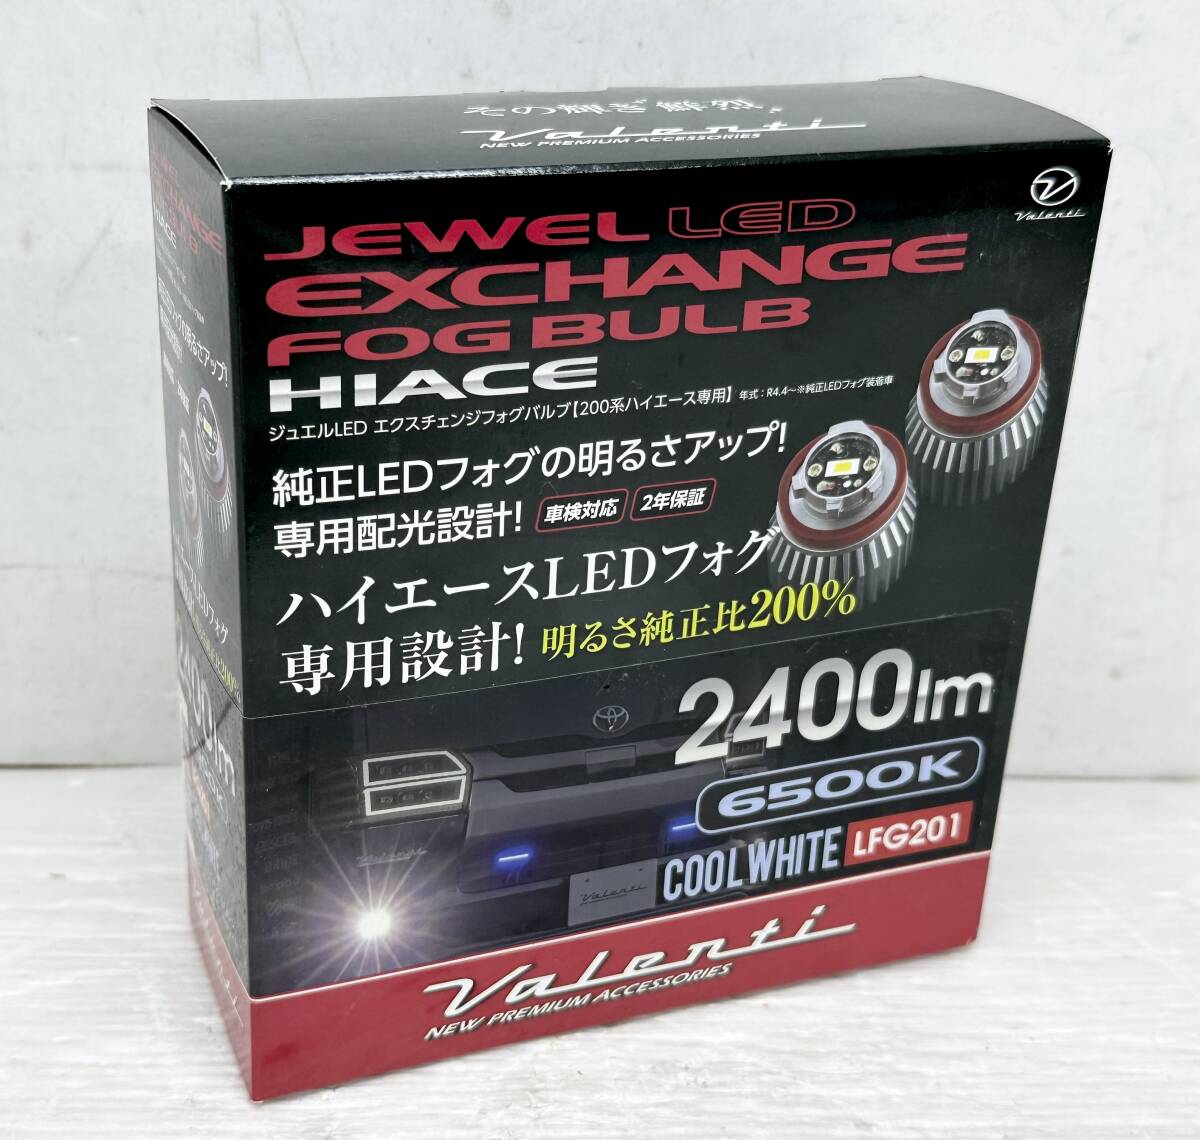 その輝き鮮烈。
Valenti
NEW PREMIUM ACCESSORIES
Valenti
JEWEL LED
EXCHANGE
FOG BULB
HIACE
ジュエルLED エクスチェンジフォグバルブ【200系ハイエース専用】 年式：R4.4〜※純正LEDフォグ装着車
純正LEDフォグの明るさアップ!
専用配光設計! 車検対応 2年保証
ハイエースLEDフォグ
専用設計! 明るさ純正比200%
2400lm
6500K
COOL WHITE LFG201
Valenti
Valenti
Valenti
NEW PREMIUM ACCESSORIES